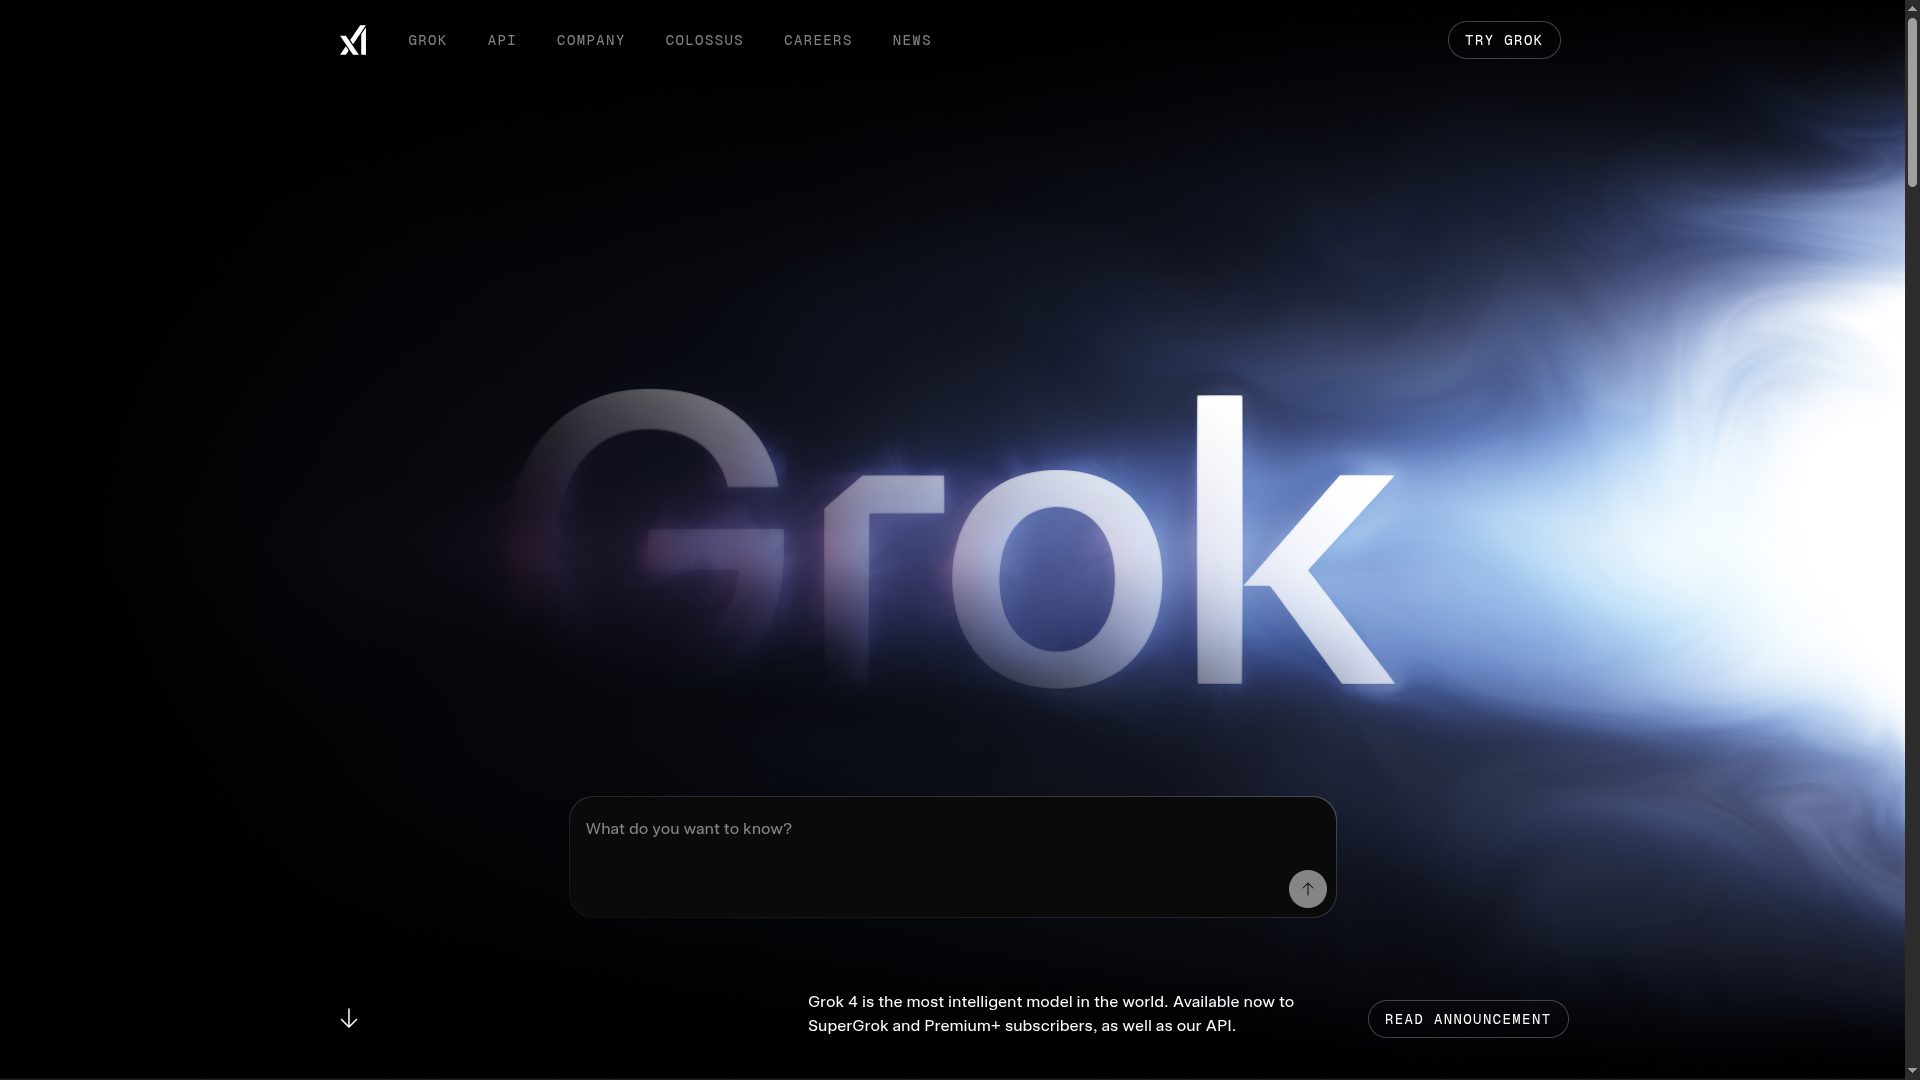 xI
GROK
API
COMPANY
COLOSSUS
CAREERS
NEWS
TRY GROK
Grok
What do you want to know?
Grok 4 is the most intelligent model in the world. Available now to
SuperGrok and Premium+ subscribers, as well as our API.
READ ANNOUNCEMENT